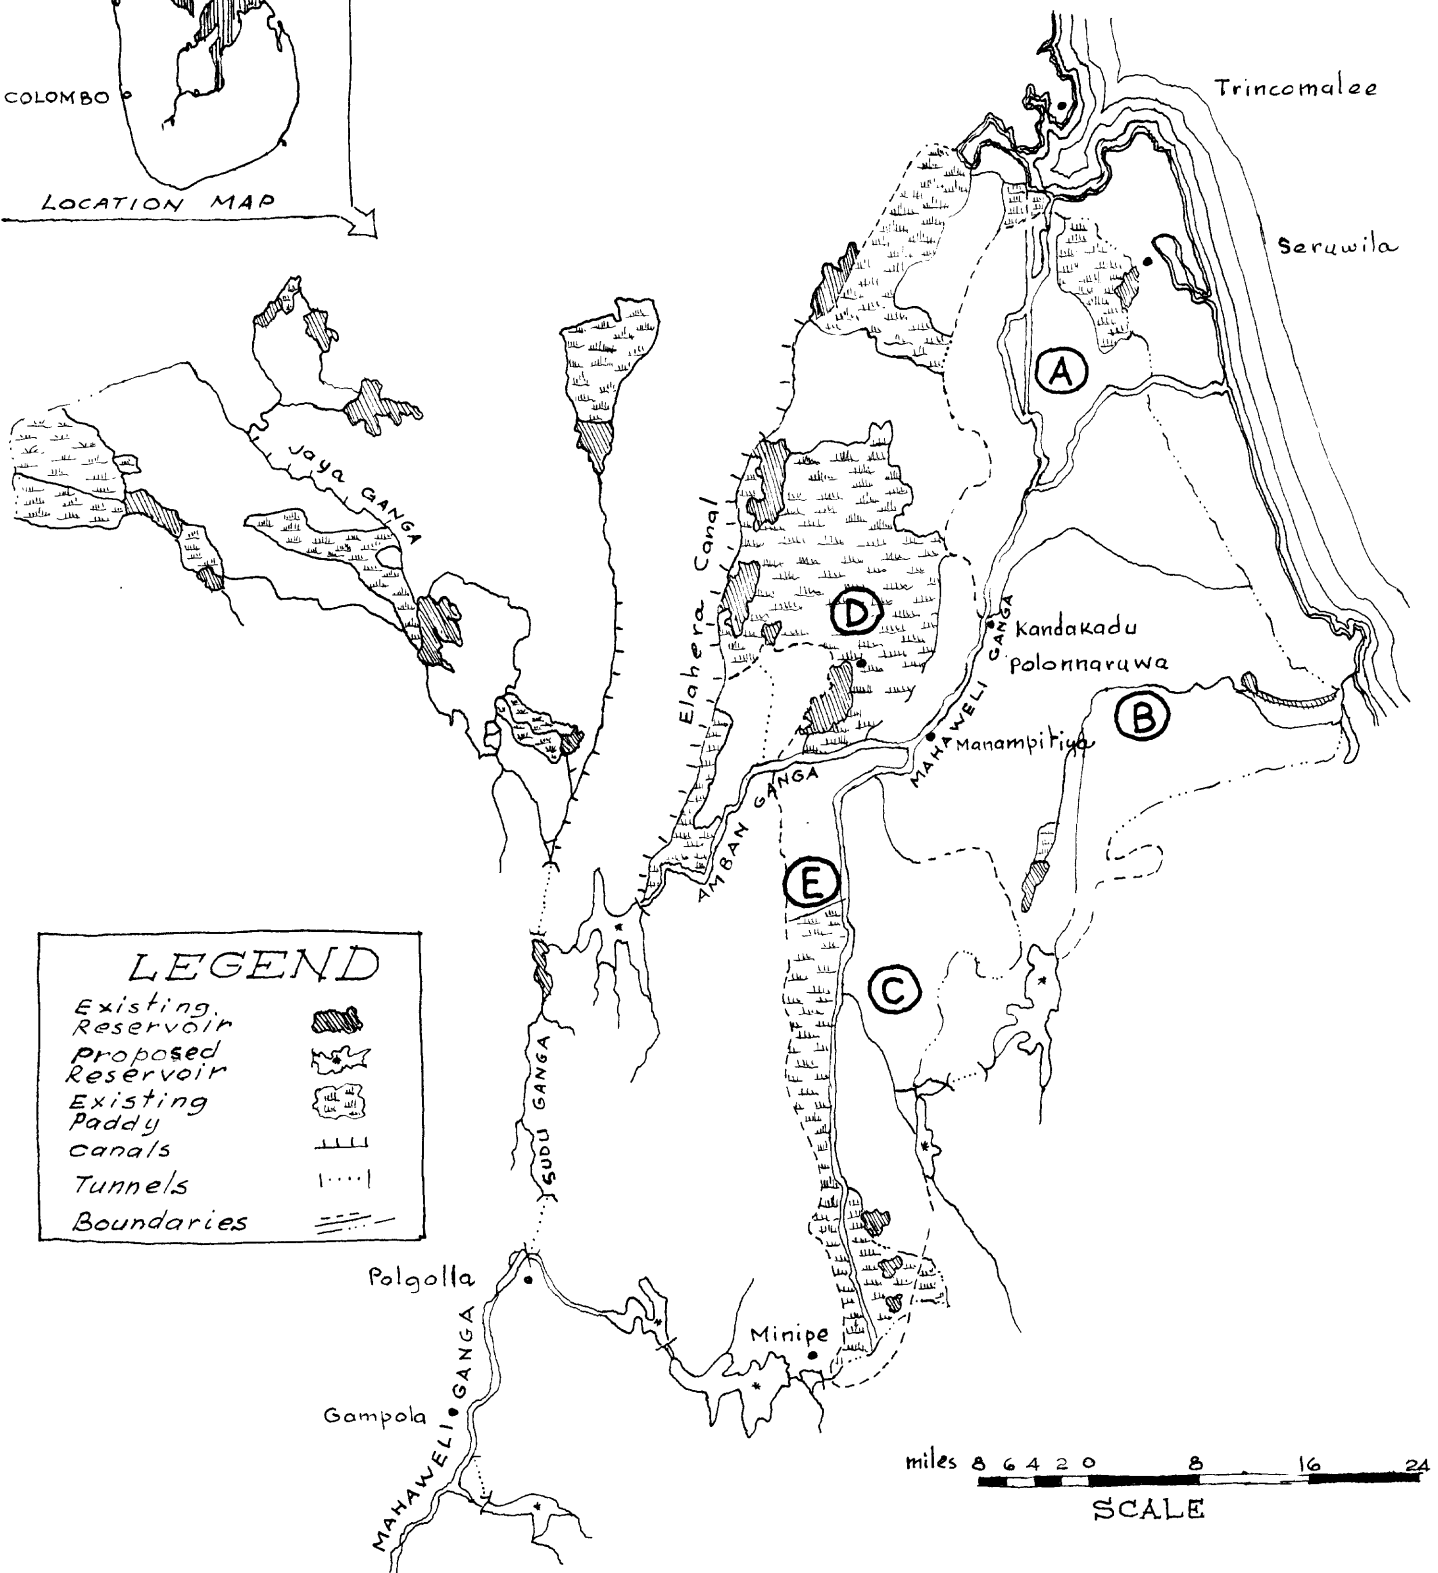 COLOMBO
LOCATION MAP
Trincomalee
Seruwila
A
Jaya GANGA
Elahera Canal
D
Kandakadu
Polonnaruwa
MAHAWELI GANGA
B
Manampitiya
AMBAN GANGA
E
C
LEGEND
Existing.
Reservoir
Proposed
Reservoir
Existing
Paddy
canals
Tunnels
Boundaries
SUDU GANGA
Polgolla
Minipe
Gampola
MAHAWELI GANGA
miles 8 6 4 2 0 8 16 24
SCALE